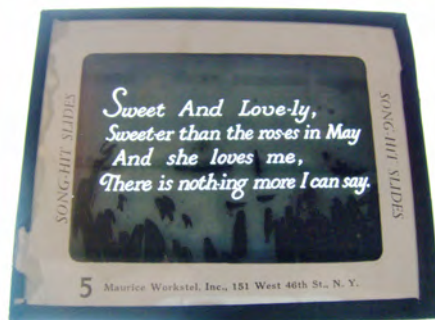 SONG-HIT SLIDES
Sweet And Love-ly,
Sweet-er than the ros-es in May
And she loves me,
There is noth-ing more I can say.
SONG-HIT SLIDES
5 Maurice Workstel, Inc., 151 West 46th St., N. Y.